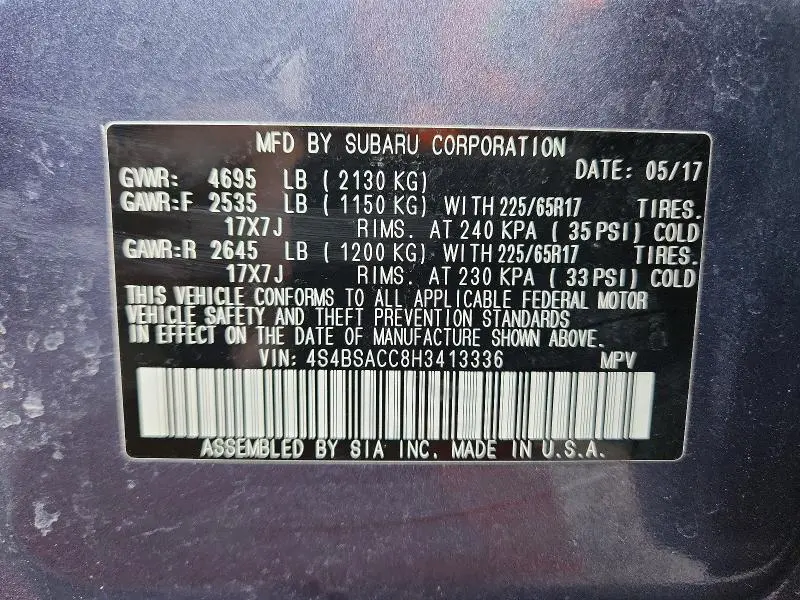 MFD BY SUBARU CORPORATION
DATE: 05/17
GVWR: 4695 LB ( 2130 KG)
GAWR:F 2535 LB ( 1150 KG) WITH 225/65R17 TIRES.
17X7J RIMS. AT 240 KPA ( 35 PSI) COLD
GAWR:R 2645 LB ( 1200 KG) WITH 225/65R17 TIRES.
17X7J RIMS. AT 230 KPA ( 33 PSI) COLD
THIS VEHICLE CONFORMS TO ALL APPLICABLE FEDERAL MOTOR
VEHICLE SAFETY AND THEFT PREVENTION STANDARDS
IN EFFECT ON THE DATE OF MANUFACTURE SHOWN ABOVE.
VIN: 4S4BSACC8H3413336 MPV
ASSEMBLED BY SIA INC. MADE IN U.S.A.